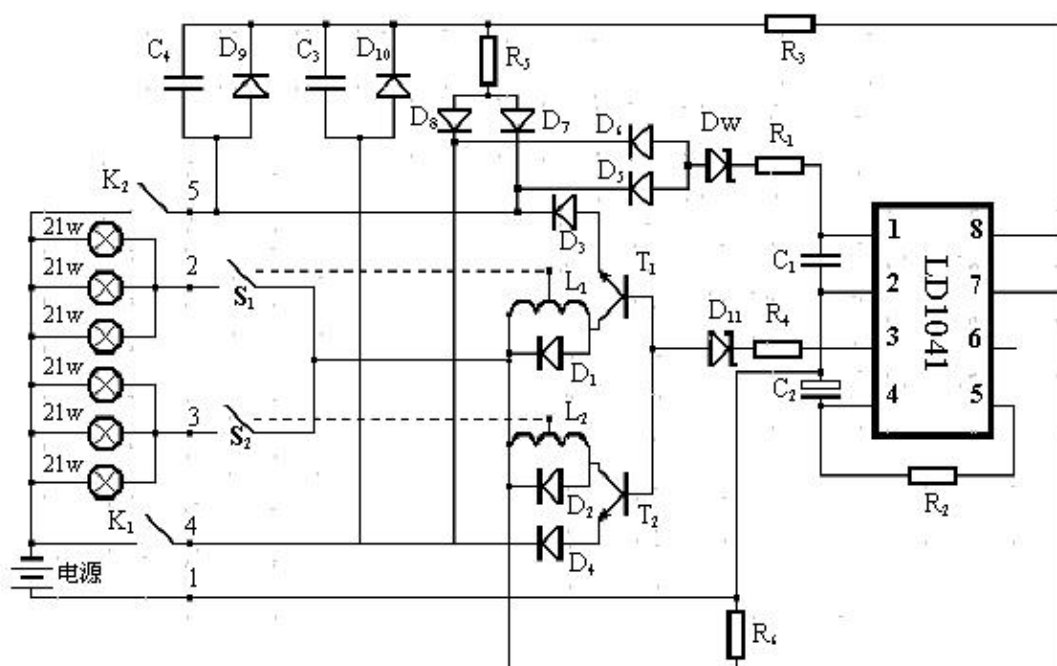 C4 D9 C3 D10 R5 R3
D8 D7 D6 DW R1
D5
K2 5
21w D3
1 8
21w 2 S1 L1 T1 C1
2 7
21w D1 D11 R4 3 6
LD1041
21w C2 4 5
21w 3 S2 L2
21w D2 T2 R2
K1 4 D4
电源 1
R6